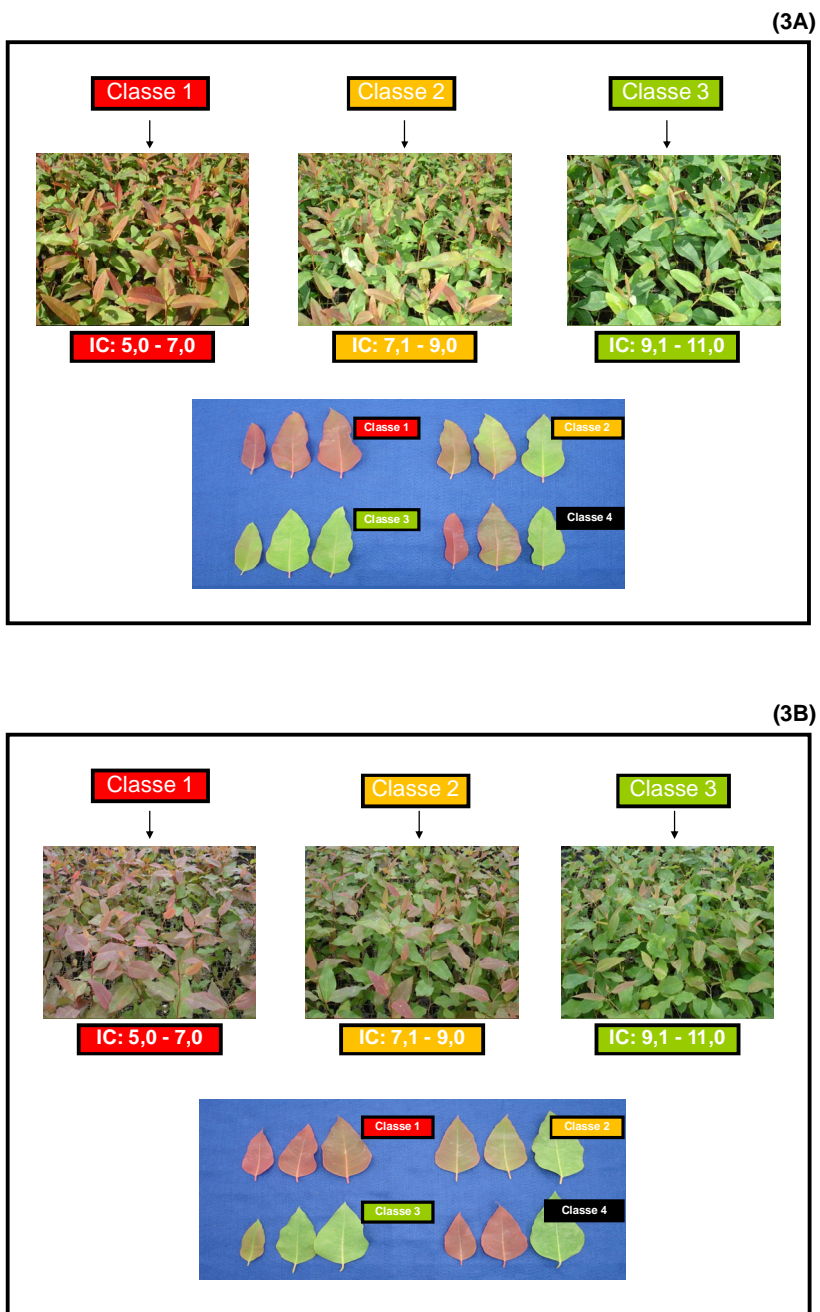 (3A)
Classe 1
Classe 2
Classe 3
IC: 5,0 - 7,0
IC: 7,1 - 9,0
IC: 9,1 - 11,0
Classe 1
Classe 2
Classe 3
Classe 4
(3B)
Classe 1
Classe 2
Classe 3
IC: 5,0 - 7,0
IC: 7,1 - 9,0
IC: 9,1 - 11,0
Classe 1
Classe 2
Classe 3
Classe 4